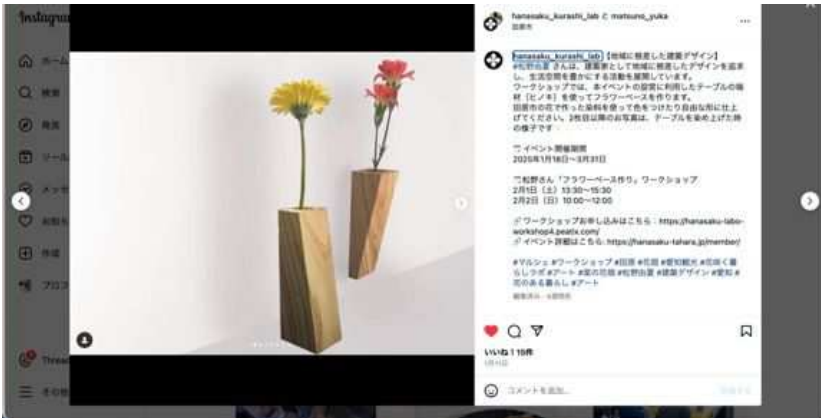 Instagram
ホーム
検索
発見
リール
メッセ
お知ら
作成
プロフ
Thread
その他
hanasaku_kurashi_lab と matsuno_yuka
田原市
hanasaku_kurashi_lab 【地域に根差した建築デザイン】
#松野由夏 さんは、建築家として地域に根差したデザインを追求
し、生活空間を豊かにする活動を展開しています。
ワークショップでは、本イベントの設営に利用したテーブルの端
材（ヒノキ）を使ってフラワーベースを作ります。
田原市の花で作った染料を使って色をつけたり自由な形に仕上
げてください。2枚目以降のお写真は、テーブルを染め上げた時
の様子です
イベント開催期間
2025年1月18日～3月31日
松野さん「フラワーベース作り」ワークショップ
2月1日（土）13:30〜15:30
2月2日（日）10:00〜12:00
ワークショップお申し込みはこちら：https://hanasaku-labo-
workshop4.peatix.com/
イベント詳細はこちら: https://hanasaku-tahara.jp/member/
#マルシェ #ワークショップ #田原 #花畑 #愛知観光 #花咲く暮
らしラボ #アート #菜の花畑 #松野由夏 #建築デザイン #愛知 #
花のある暮らし #アート
編集済み・
いいね！19件
1月11日
コメントを追加...